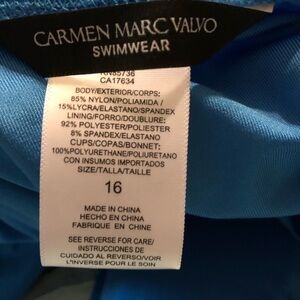 CARMEN MARC VALVO
SWIMWEAR
RN85736
CA17634
BODY/EXTERIOR/CORPS:
85% NYLON/POLIAMIDA /
15%LYCRA/ELASTANO/SPANDEX
LINING/FORRO/DOUBLURE:
92% POLYESTER/POLIESTER
8% SPANDEX/ELASTANO
CUPS/COPAS/BONNET;
100%POLYURETHANE/POLIURETANO
CON INSUMOS IMPORTADOS
SIZE/TALLA/TAILLE
16
MADE IN CHINA
HECHO EN CHINA
FABRIQUE EN CHINE
SEE REVERSE FOR CARE/
INSTRUCCIONES DE
CUIDADO AL REVERSO/
VOIR L'INVERSE POUR LE SOIN